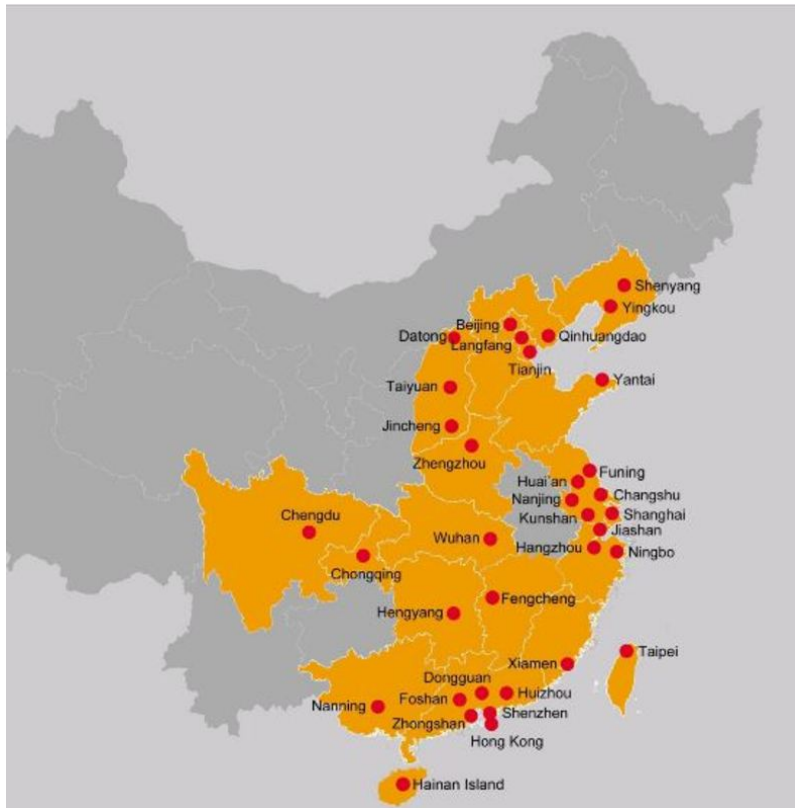 Shenyang
Yingkou
Beijing
Datong
Qinhuangdao
Langfang
Tianjin
Yantai
Taiyuan
Jincheng
Zhengzhou
Funing
Huai'an
Changshu
Nanjing
Shanghai
Kunshan
Jiashan
Chengdu
Wuhan
Hangzhou
Ningbo
Chongqing
Fengcheng
Hengyang
Taipei
Xiamen
Dongguan
Huizhou
Foshan
Nanning
Shenzhen
Zhongshan
Hong Kong
Hainan Island